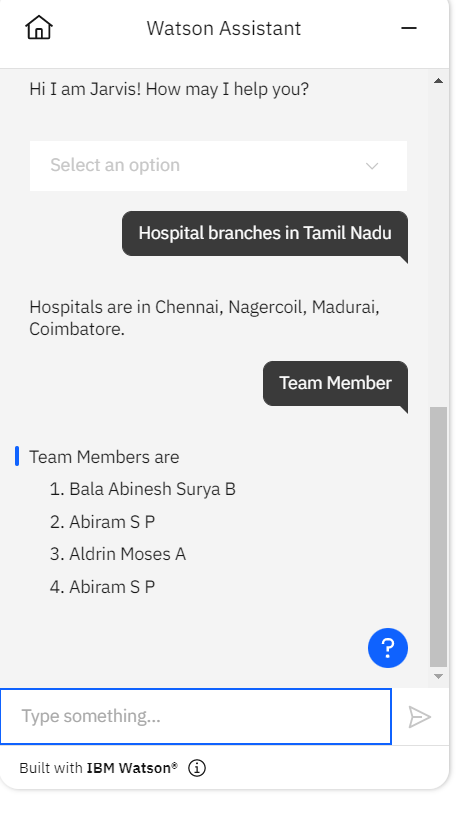 Watson Assistant
Hi I am Jarvis! How may I help you?
Select an option
Hospital branches in Tamil Nadu
Hospitals are in Chennai, Nagercoil, Madurai,
Coimbatore.
Team Member
Team Members are
1. Bala Abinesh Surya B
2. Abiram S P
3. Aldrin Moses A
4. Abiram S P
?
Type something...
Built with IBM Watson®